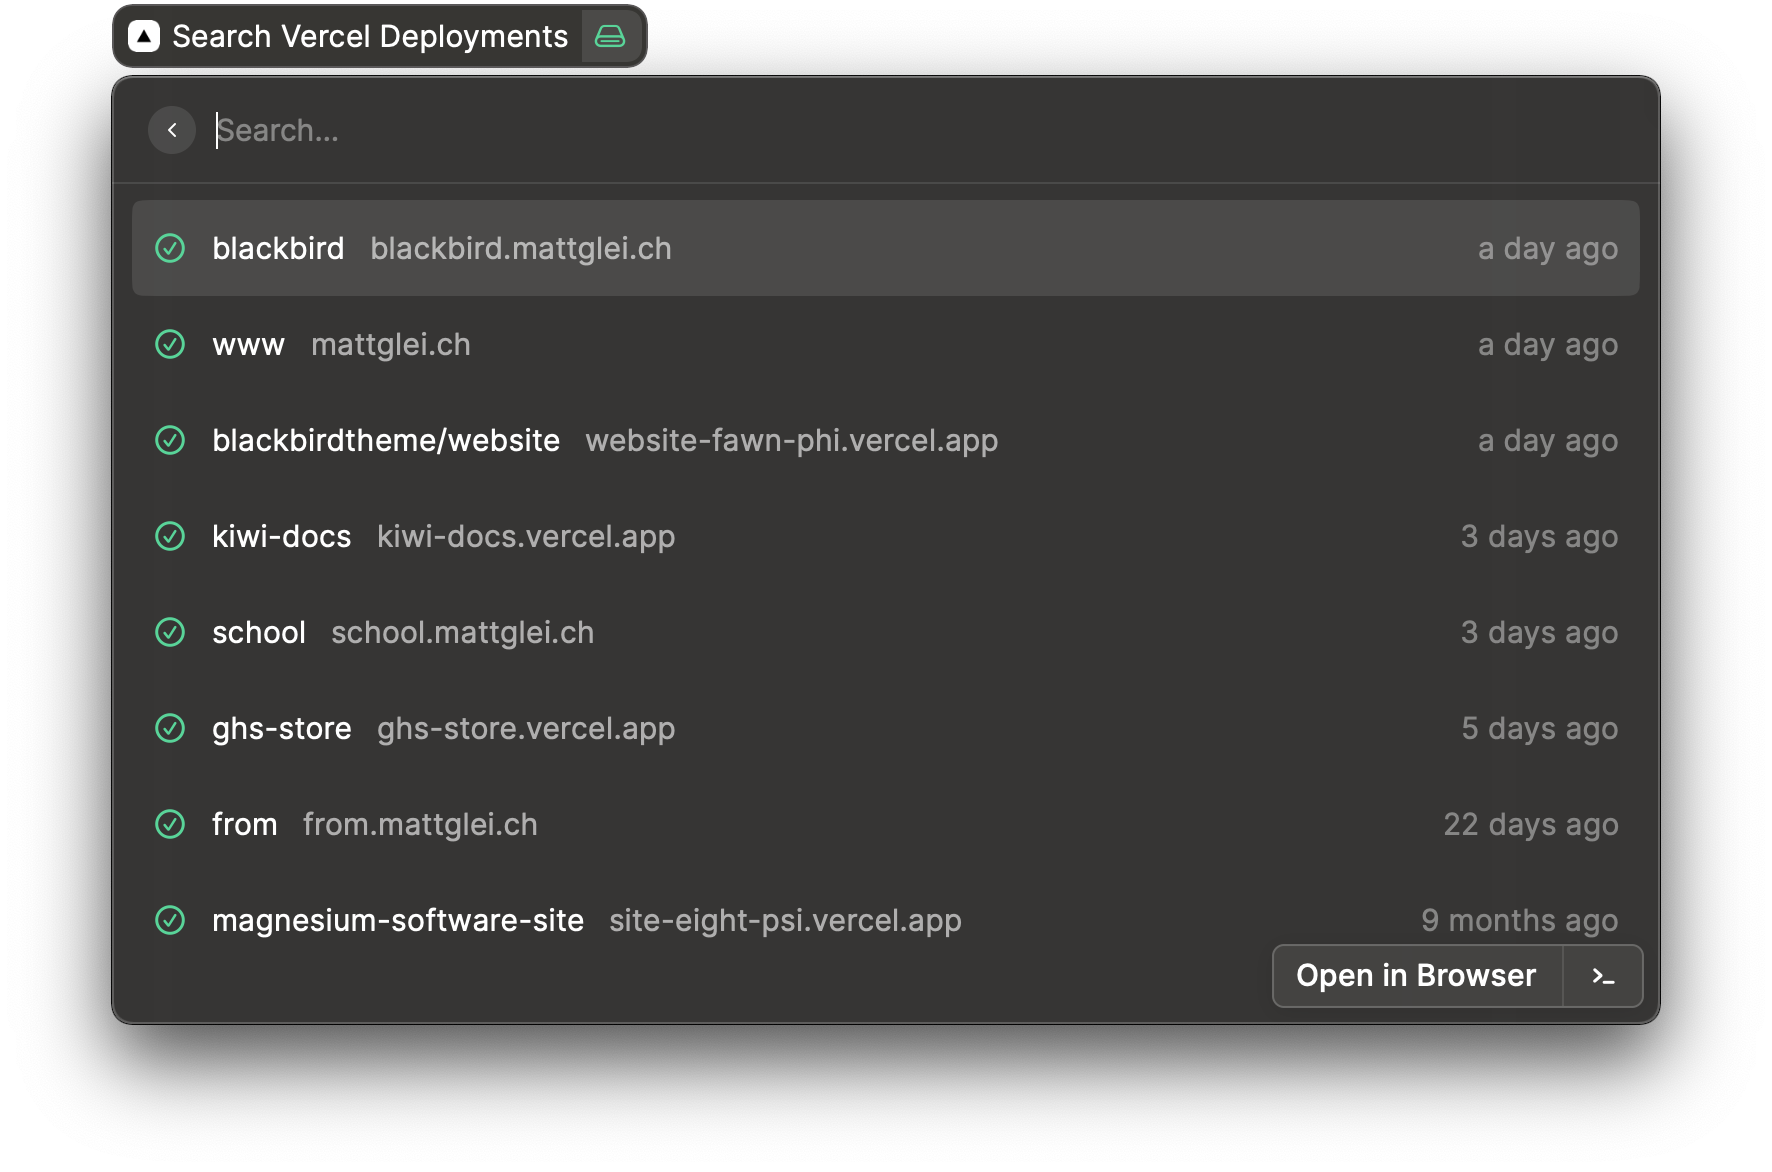 Search Vercel Deployments
Search...
blackbird blackbird.mattglei.ch a day ago
www mattglei.ch a day ago
blackbirdtheme/website website-fawn-phi.vercel.app a day ago
kiwi-docs kiwi-docs.vercel.app 3 days ago
school school.mattglei.ch 3 days ago
ghs-store ghs-store.vercel.app 5 days ago
from from.mattglei.ch 22 days ago
magnesium-software-site site-eight-psi.vercel.app 9 months ago
Open in Browser